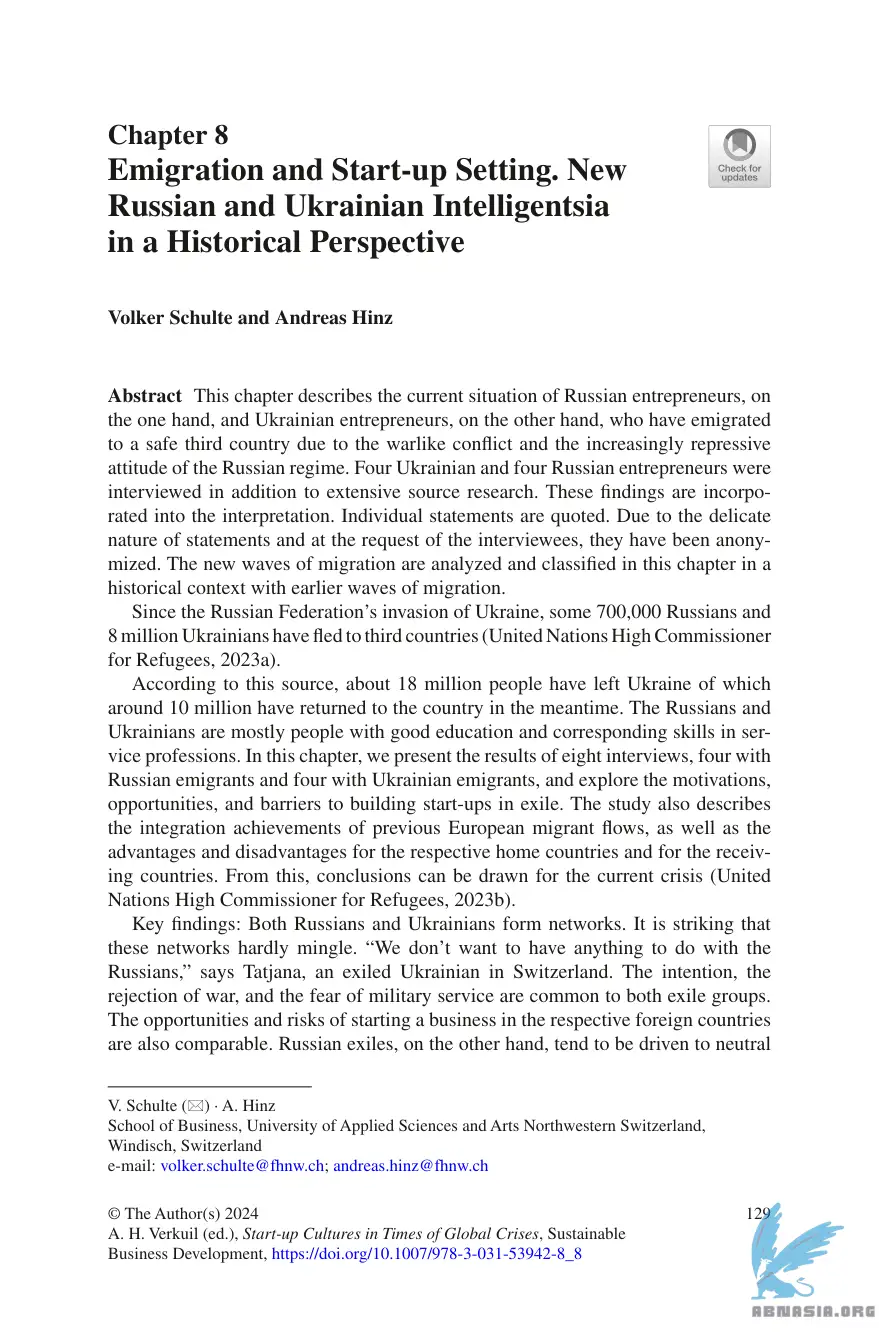 Chapter 8
Emigration and Start-up Setting. New
Russian and Ukrainian Intelligentsia
in a Historical Perspective
Check for
updates
Volker Schulte and Andreas Hinz
Abstract This chapter describes the current situation of Russian entrepreneurs, on
the one hand, and Ukrainian entrepreneurs, on the other hand, who have emigrated
to a safe third country due to the warlike conflict and the increasingly repressive
attitude of the Russian regime. Four Ukrainian and four Russian entrepreneurs were
interviewed in addition to extensive source research. These findings are incorpo-
rated into the interpretation. Individual statements are quoted. Due to the delicate
nature of statements and at the request of the interviewees, they have been anony-
mized. The new waves of migration are analyzed and classified in this chapter in a
historical context with earlier waves of migration.
Since the Russian Federation’s invasion of Ukraine, some 700,000 Russians and
8 million Ukrainians have fled to third countries (United Nations High Commissioner
for Refugees, 2023a).
According to this source, about 18 million people have left Ukraine of which
around 10 million have returned to the country in the meantime. The Russians and
Ukrainians are mostly people with good education and corresponding skills in ser-
vice professions. In this chapter, we present the results of eight interviews, four with
Russian emigrants and four with Ukrainian emigrants, and explore the motivations,
opportunities, and barriers to building start-ups in exile. The study also describes
the integration achievements of previous European migrant flows, as well as the
advantages and disadvantages for the respective home countries and for the receiv-
ing countries. From this, conclusions can be drawn for the current crisis (United
Nations High Commissioner for Refugees, 2023b).
Key findings: Both Russians and Ukrainians form networks. It is striking that
these networks hardly mingle. “We don’t want to have anything to do with the
Russians,” says Tatjana, an exiled Ukrainian in Switzerland. The intention, the
rejection of war, and the fear of military service are common to both exile groups.
The opportunities and risks of starting a business in the respective foreign countries
are also comparable. Russian exiles, on the other hand, tend to be driven to neutral
V. Schulte (✉) · A. Hinz
School of Business, University of Applied Sciences and Arts Northwestern Switzerland,
Windisch, Switzerland
e-mail: volker.schulte@fhnw.ch; andreas.hinz@fhnw.ch
© The Author(s) 2024
129
A. H. Verkuil (ed.), Start-up Cultures in Times of Global Crises, Sustainable
Business Development, https://doi.org/10.1007/978-3-031-53942-8_8
ABNASIA.ORG